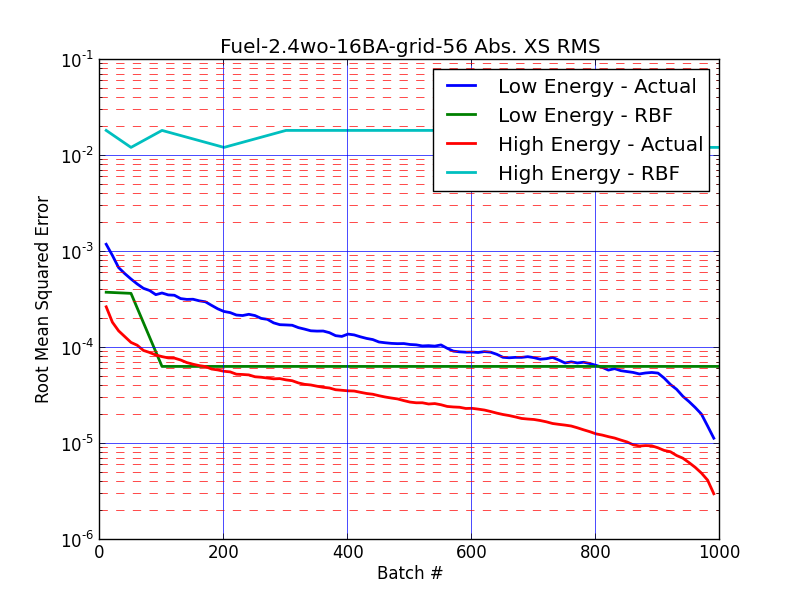 Fuel-2.4wo-16BA-grid-56 Abs. XS RMS
10^-1
10^-2
10^-3
10^-4
10^-5
10^-6
Root Mean Squared Error
Low Energy - Actual
Low Energy - RBF
High Energy - Actual
High Energy - RBF
0 200 400 600 800 1000
Batch #